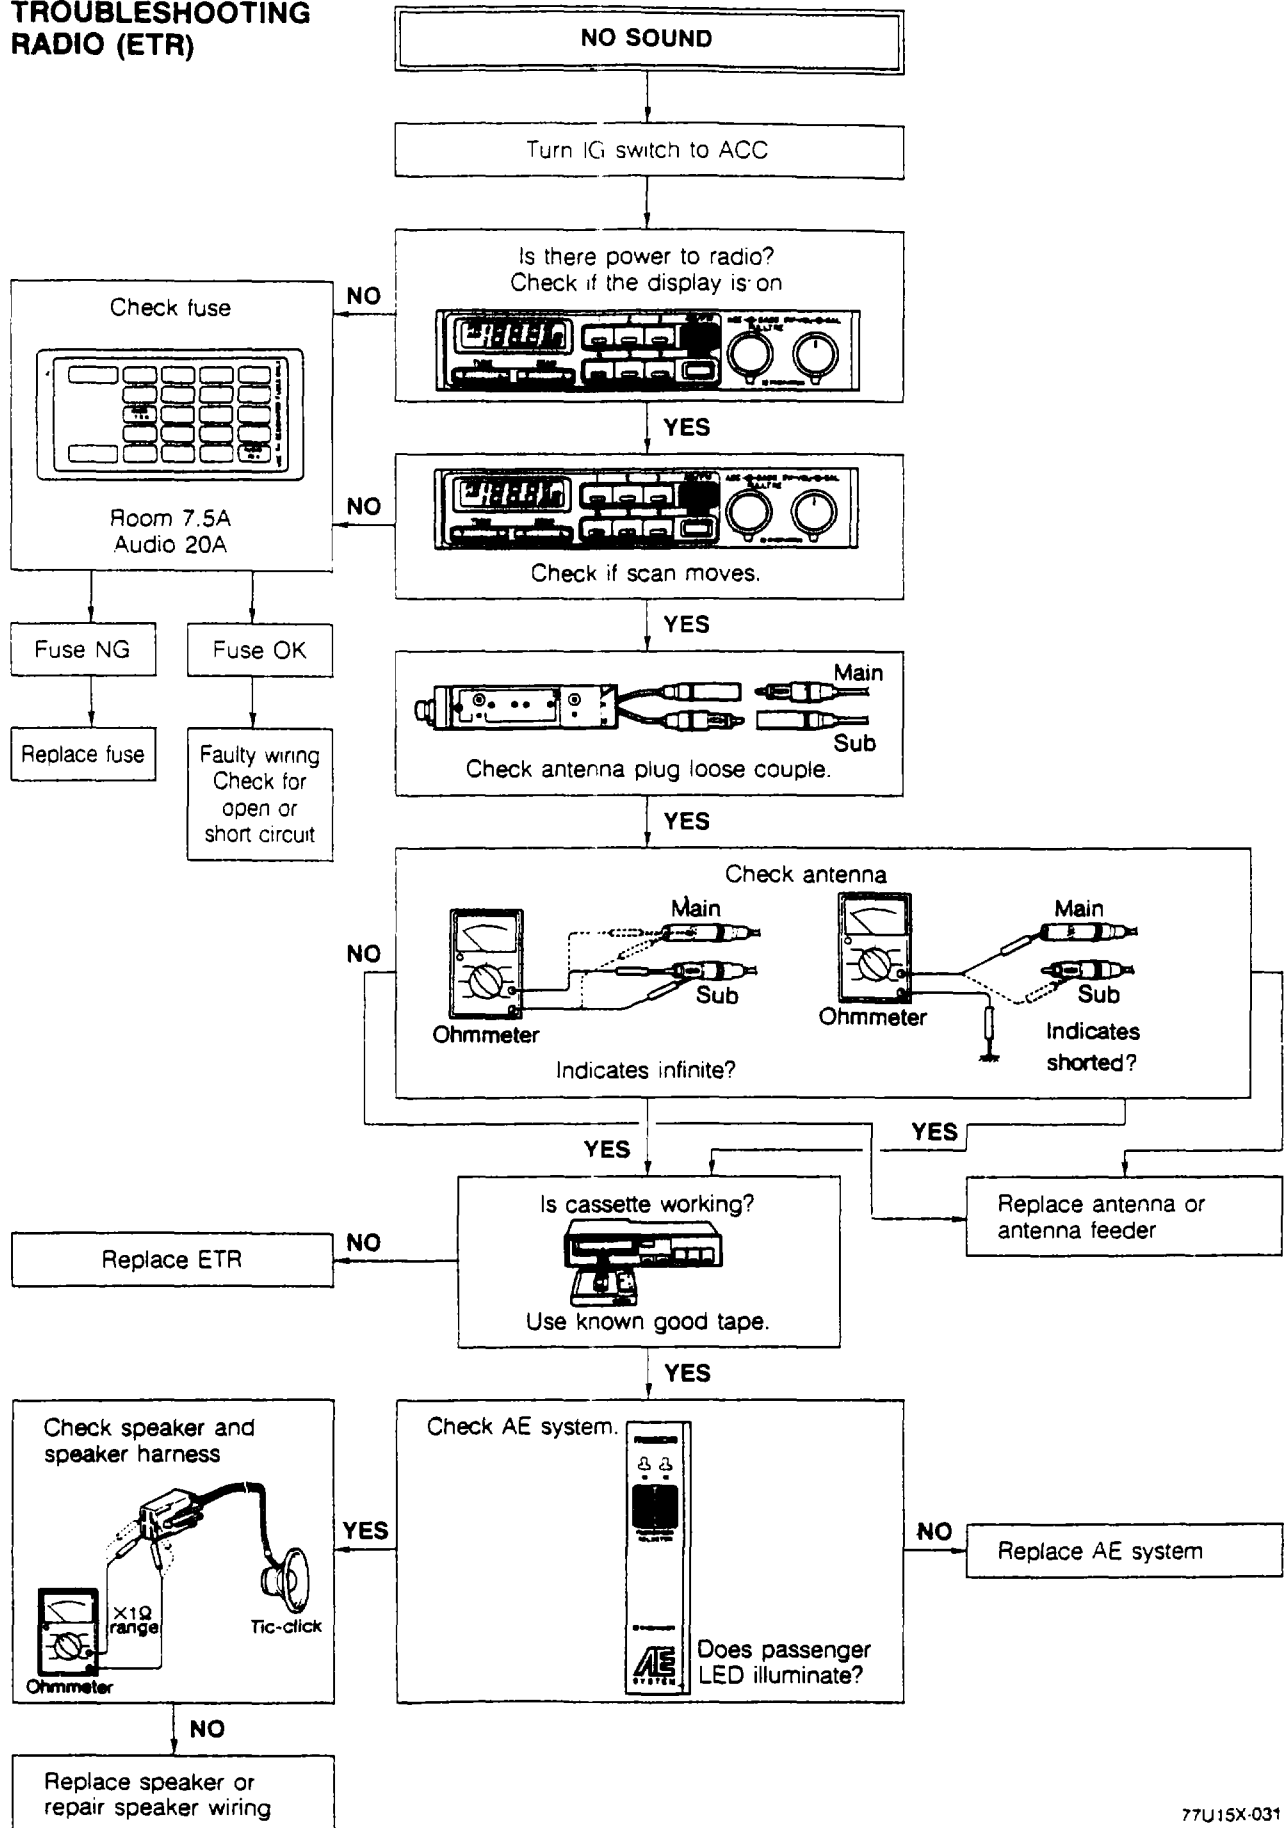 TROUBLESHOOTING
RADIO (ETR)
NO SOUND
Turn IG switch to ACC
Is there power to radio?
Check if the display is on
NO
Check fuse
Room 7.5A
Audio 20A
YES
NO
Check if scan moves.
YES
Fuse NG
Fuse OK
Replace fuse
Faulty wiring
Check for
open or
short circuit
Main
Sub
Check antenna plug loose couple.
YES
Check antenna
NO
Main
Sub
Ohmmeter
Indicates infinite?
Main
Sub
Ohmmeter
Indicates
shorted?
YES
YES
Replace antenna or
antenna feeder
Is cassette working?
Use known good tape.
NO
Replace ETR
YES
Check AE system.
AE
SYSTEM
Does passenger
LED illuminate?
NO
Replace AE system
YES
Check speaker and
speaker harness
X1Ω
range
Tic-click
Ohmmeter
NO
Replace speaker or
repair speaker wiring
77U15X-031